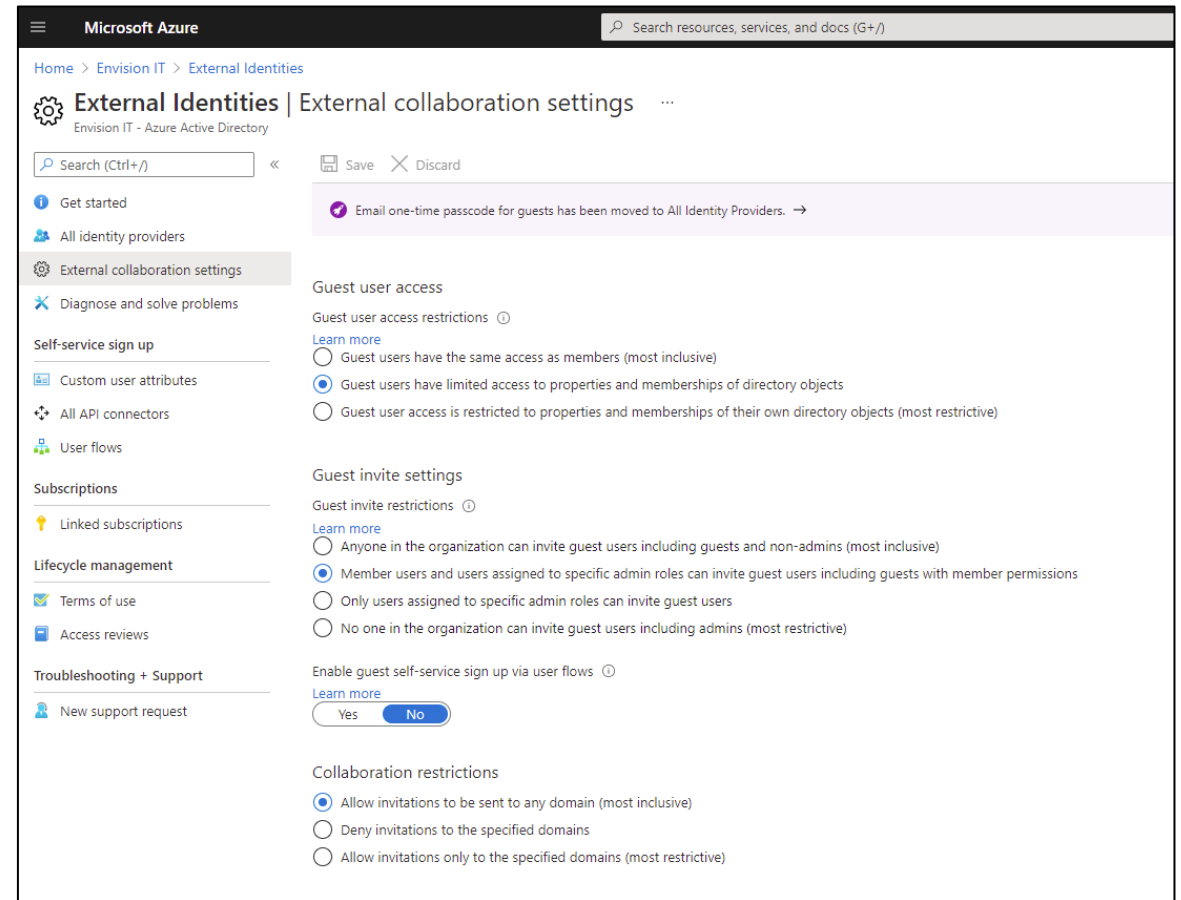 Microsoft Azure
Search resources, services, and docs (G+/)
Home > Envision IT > External Identities
External Identities | External collaboration settings ...
Envision IT - Azure Active Directory
Search (Ctrl+/) «
Get started
All identity providers
External collaboration settings
Diagnose and solve problems
Self-service sign up
Custom user attributes
All API connectors
User flows
Subscriptions
Linked subscriptions
Lifecycle management
Terms of use
Access reviews
Troubleshooting + Support
New support request
Save Discard
Email one-time passcode for guests has been moved to All Identity Providers. →
Guest user access
Guest user access restrictions
Learn more
Guest users have the same access as members (most inclusive)
Guest users have limited access to properties and memberships of directory objects
Guest user access is restricted to properties and memberships of their own directory objects (most restrictive)
Guest invite settings
Guest invite restrictions
Learn more
Anyone in the organization can invite guest users including guests and non-admins (most inclusive)
Member users and users assigned to specific admin roles can invite guest users including guests with member permissions
Only users assigned to specific admin roles can invite guest users
No one in the organization can invite guest users including admins (most restrictive)
Enable guest self-service sign up via user flows
Learn more
Yes No
Collaboration restrictions
Allow invitations to be sent to any domain (most inclusive)
Deny invitations to the specified domains
Allow invitations only to the specified domains (most restrictive)